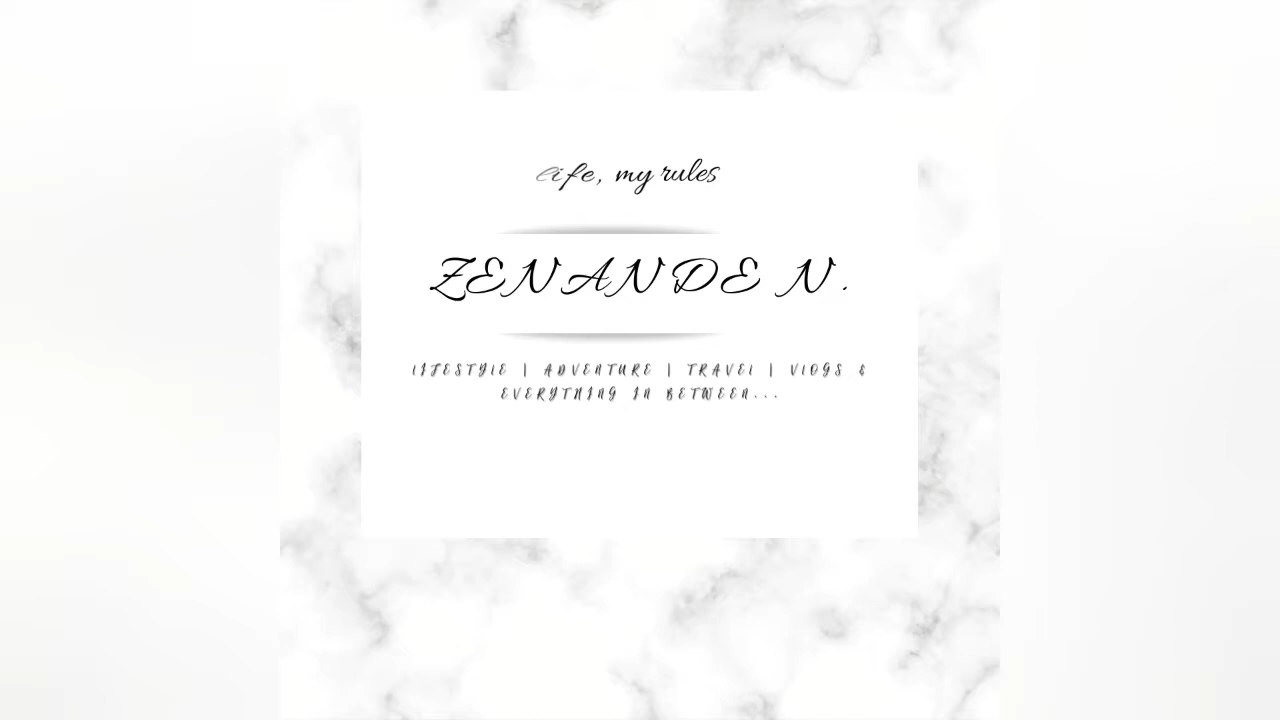 life, my rules
ZENANDE N.
LIFESTYLE | ADVENTURE | TRAVEL | VLOGS &
EVERYTHING IN BETWEEN...